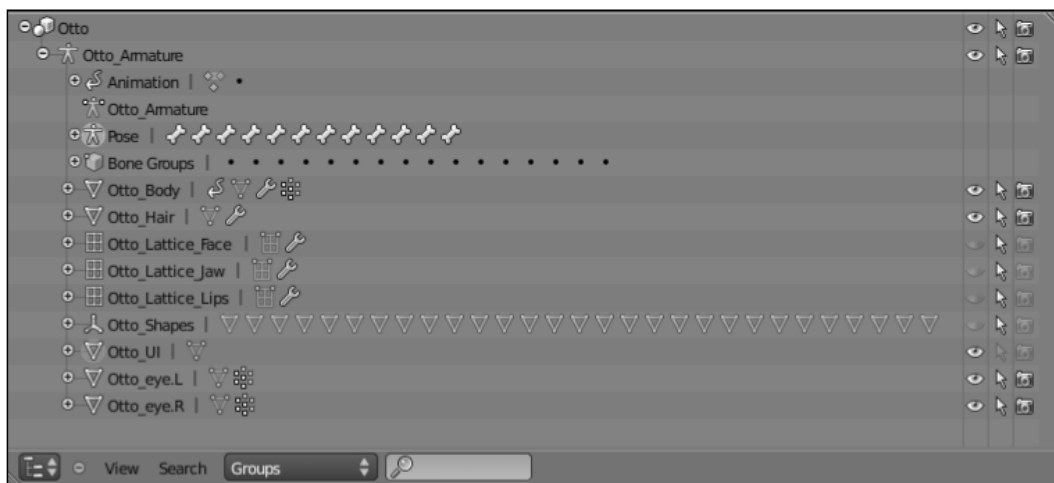 Otto
Otto_Armature
Animation |
Otto_Armature
Pose |
Bone Groups |
Otto_Body |
Otto_Hair |
Otto_Lattice_Face |
Otto_Lattice_Jaw |
Otto_Lattice_Lips |
Otto_Shapes |
Otto_UI |
Otto_eye.L |
Otto_eye.R |
View Search Groups